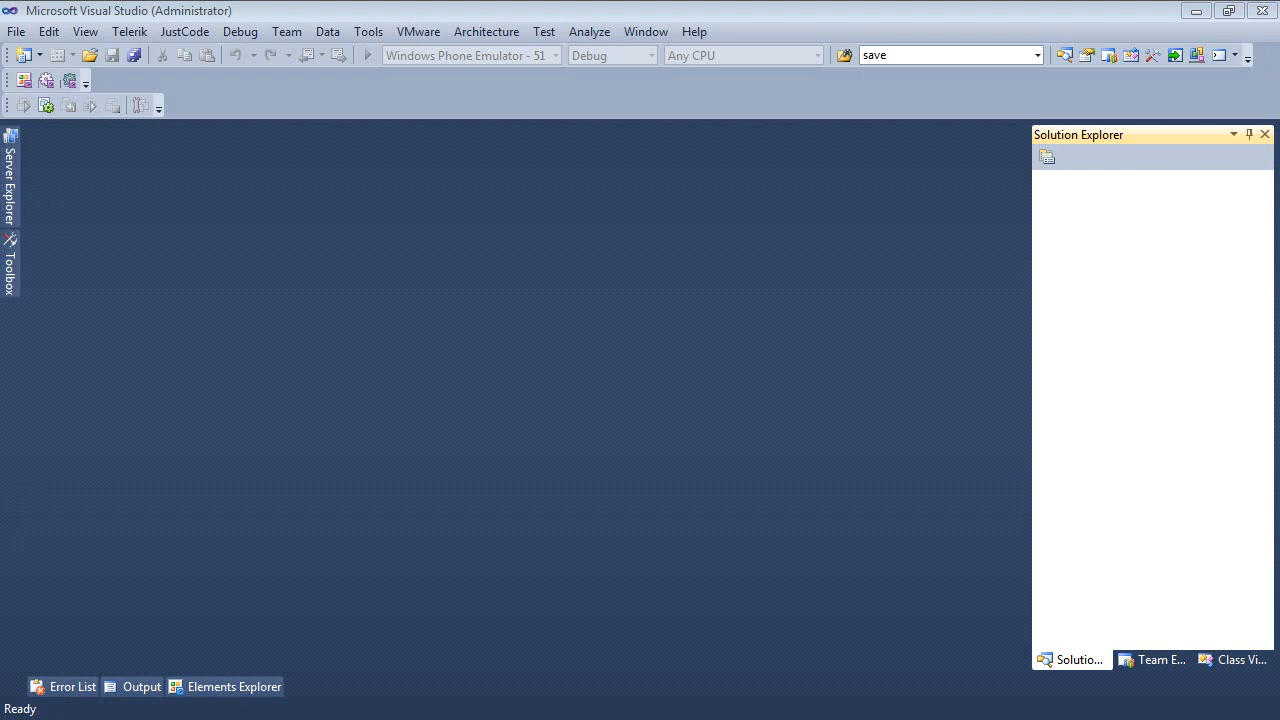 Microsoft Visual Studio (Administrator)
File Edit View Telerik JustCode Debug Team Data Tools VMware Architecture Test Analyze Window Help
Windows Phone Emulator - 51 Debug Any CPU save
Server Explorer
Toolbox
Solution Explorer
Solutio... Team E... Class Vi...
Error List Output Elements Explorer
Ready